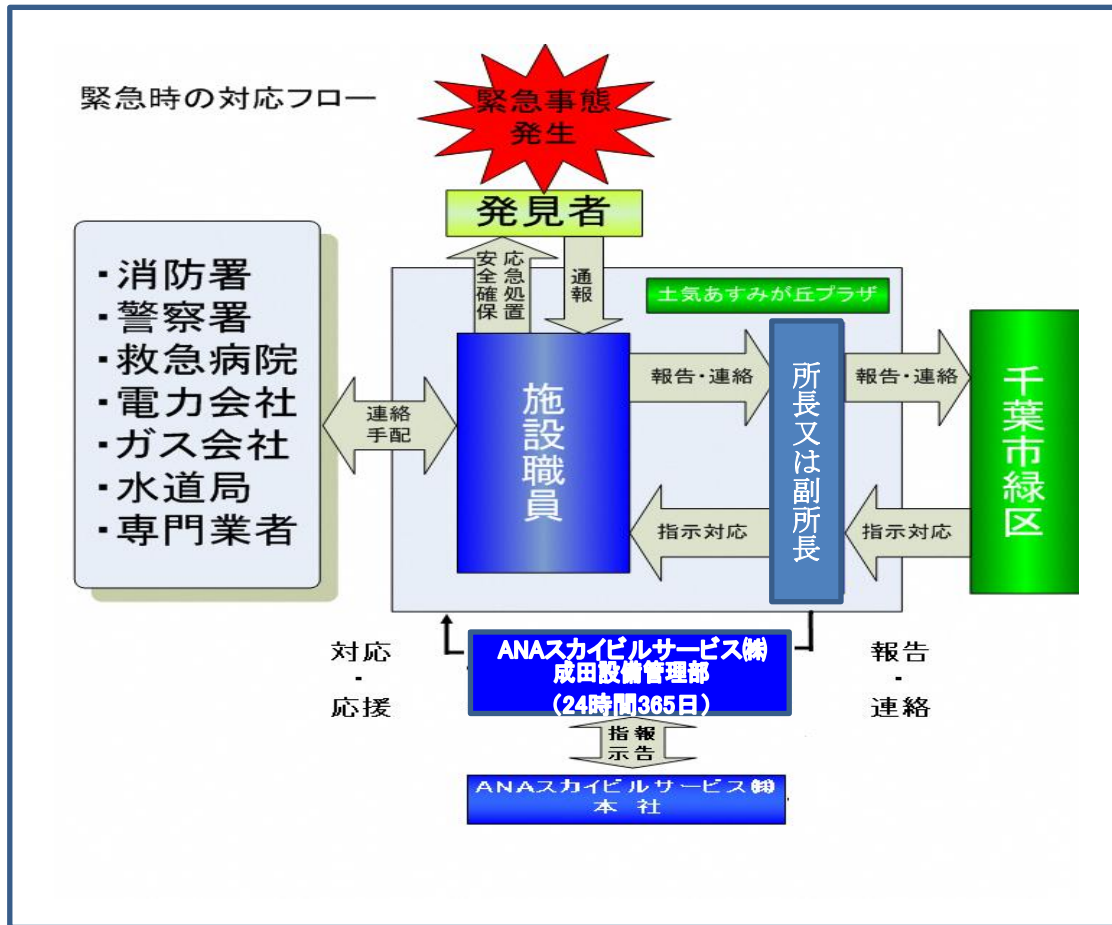 緊急時の対応フロー
緊急事態
発生
発見者
安全確保
応急処置
通報
土気あすみが丘プラザ
・消防署
・警察署
・救急病院
・電力会社
・ガス会社
・水道局
・専門業者
連絡
手配
施設職員
報告・連絡
所長又は副所長
報告・連絡
千葉市緑区
指示対応
指示対応
対応
・
応援
ANAスカイビルサービス㈱
成田設備管理部
（24時間365日）
報告
・
連絡
指示
報告
ANAスカイビルサービス㈱
本 社